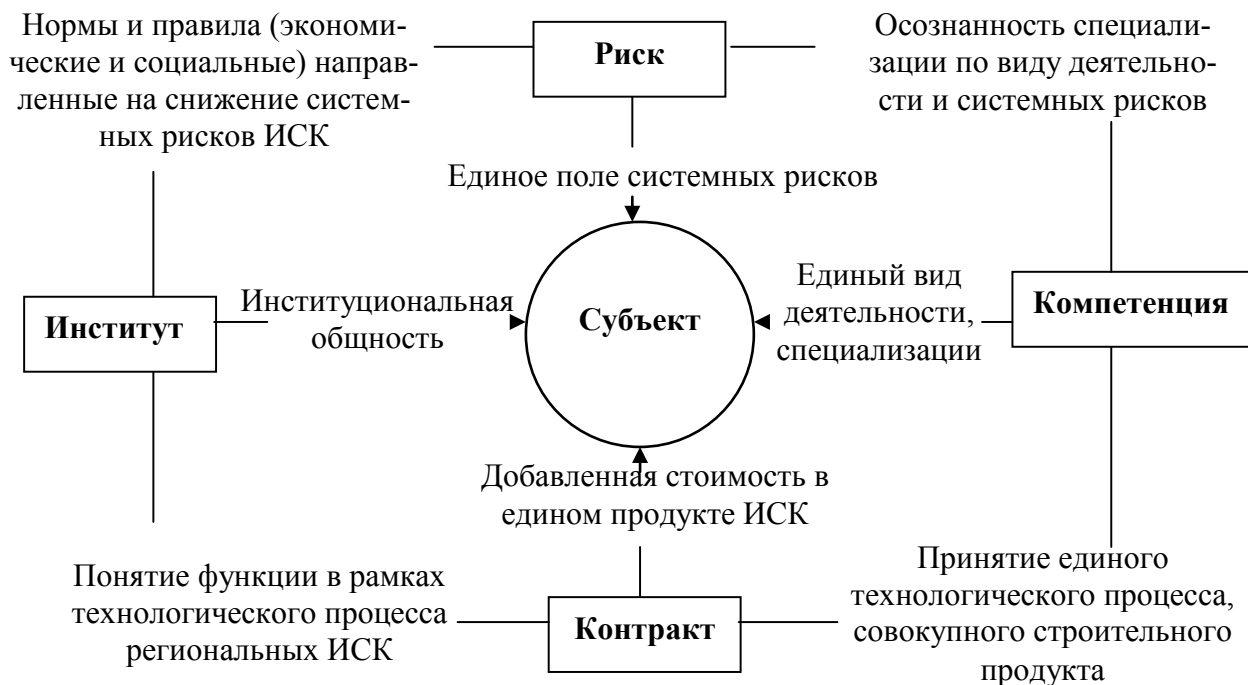 Нормы и правила (экономи-
ческие и социальные) направ-
ленные на снижение систем-
ных рисков ИСК
Риск
Осознанность специали-
зации по виду деятельно-
сти и системных рисков
Единое поле системных рисков
Институт
Институциональная
общность
Субъект
Единый вид
деятельности,
специализации
Компетенция
Добавленная стоимость в
едином продукте ИСК
Понятие функции в рамках
технологического процесса
региональных ИСК
Контракт
Принятие единого
технологического процесса,
совокупного строительного
продукта